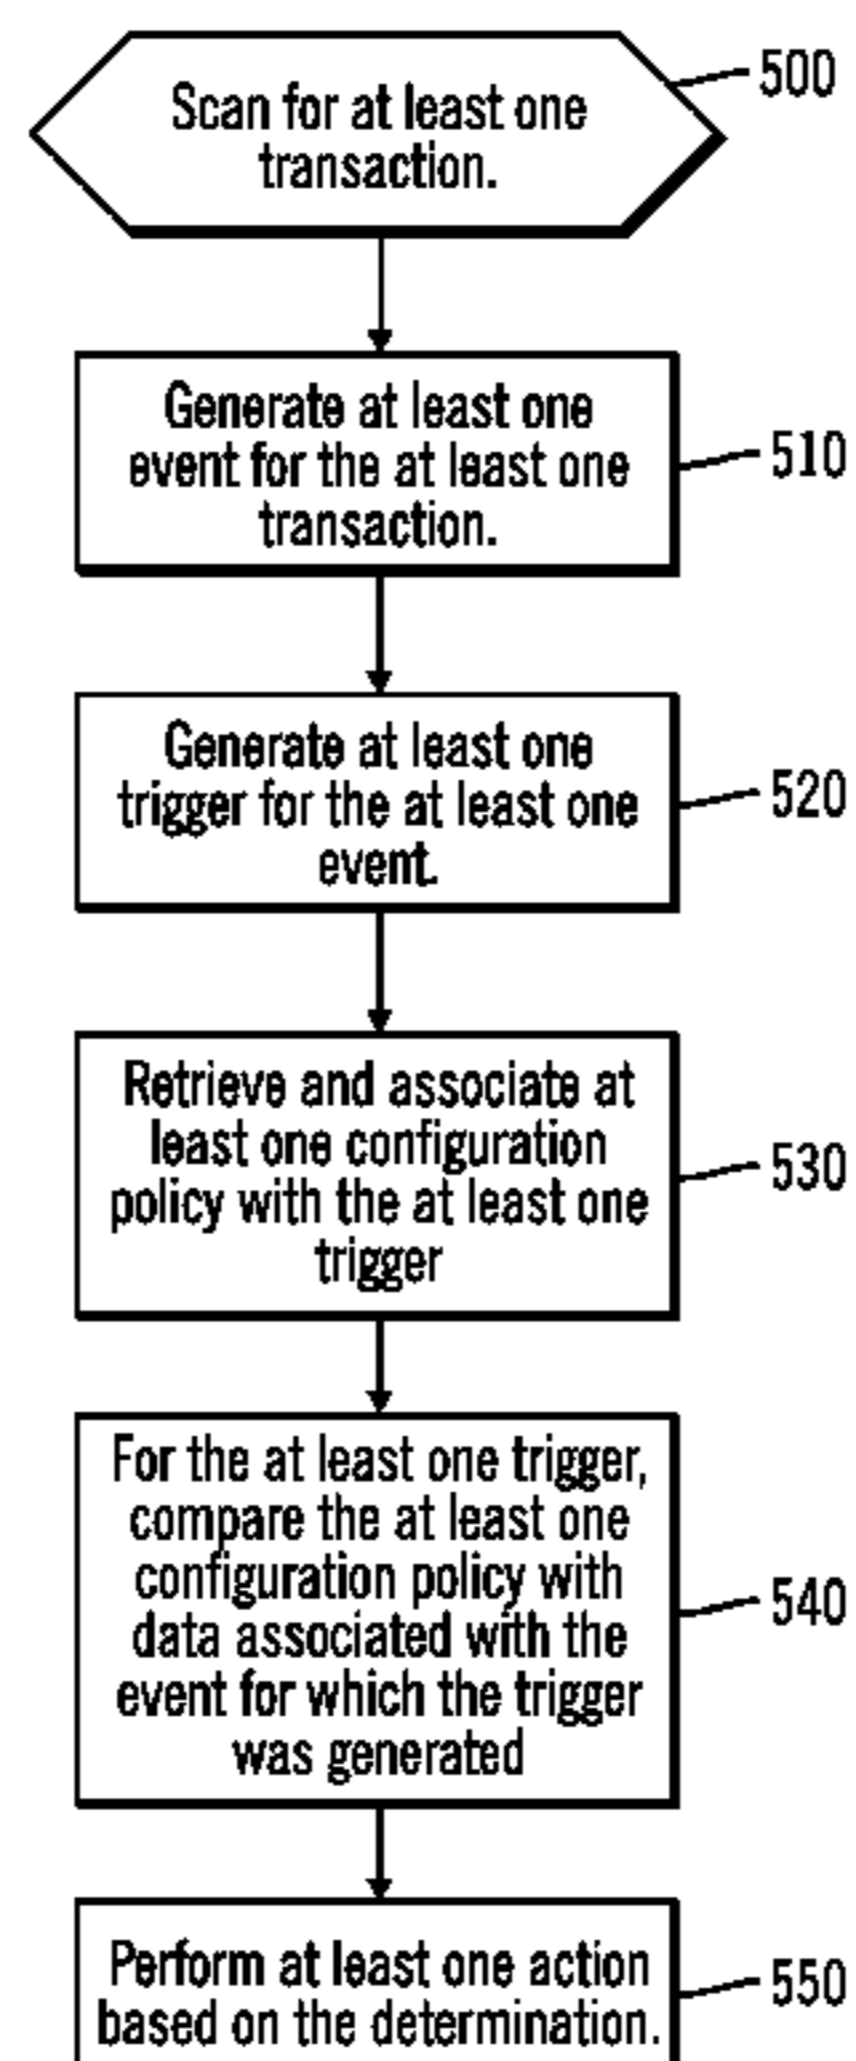 Scan for at least one
transaction.
500
Generate at least one
event for the at least one
transaction.
510
Generate at least one
trigger for the at least one
event.
520
Retrieve and associate at
least one configuration
policy with the at least one
trigger
530
For the at least one trigger,
compare the at least one
configuration policy with
data associated with the
event for which the trigger
was generated
540
Perform at least one action
based on the determination.
550